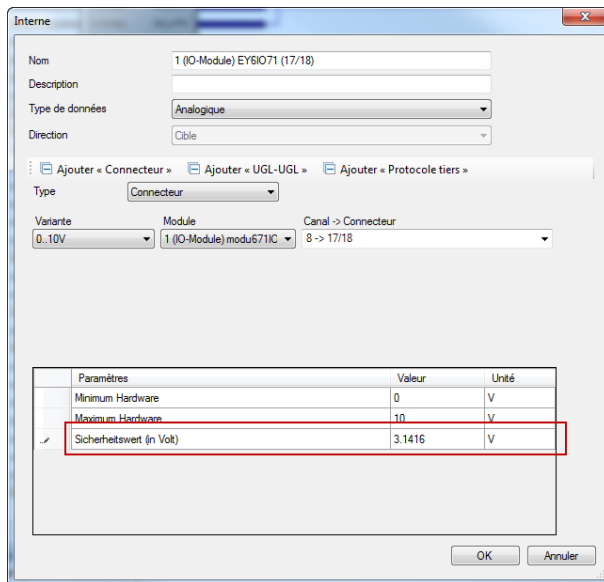 Interne
Nom 1 (IO-Module) EY6IO71 (17/18)
Description
Type de données Analogique
Direction Cible
Ajouter « Connecteur » Ajouter « UGL-UGL » Ajouter « Protocole tiers »
Type Connecteur
Variante Module Canal -> Connecteur
0..10V 1 (IO-Module) modu671IC 8 -> 17/18
Paramètres Valeur Unité
Minimum Hardware 0 V
Maximum Hardware 10 V
Sicherheitswert (in Volt) 3.1416 V
OK Annuler